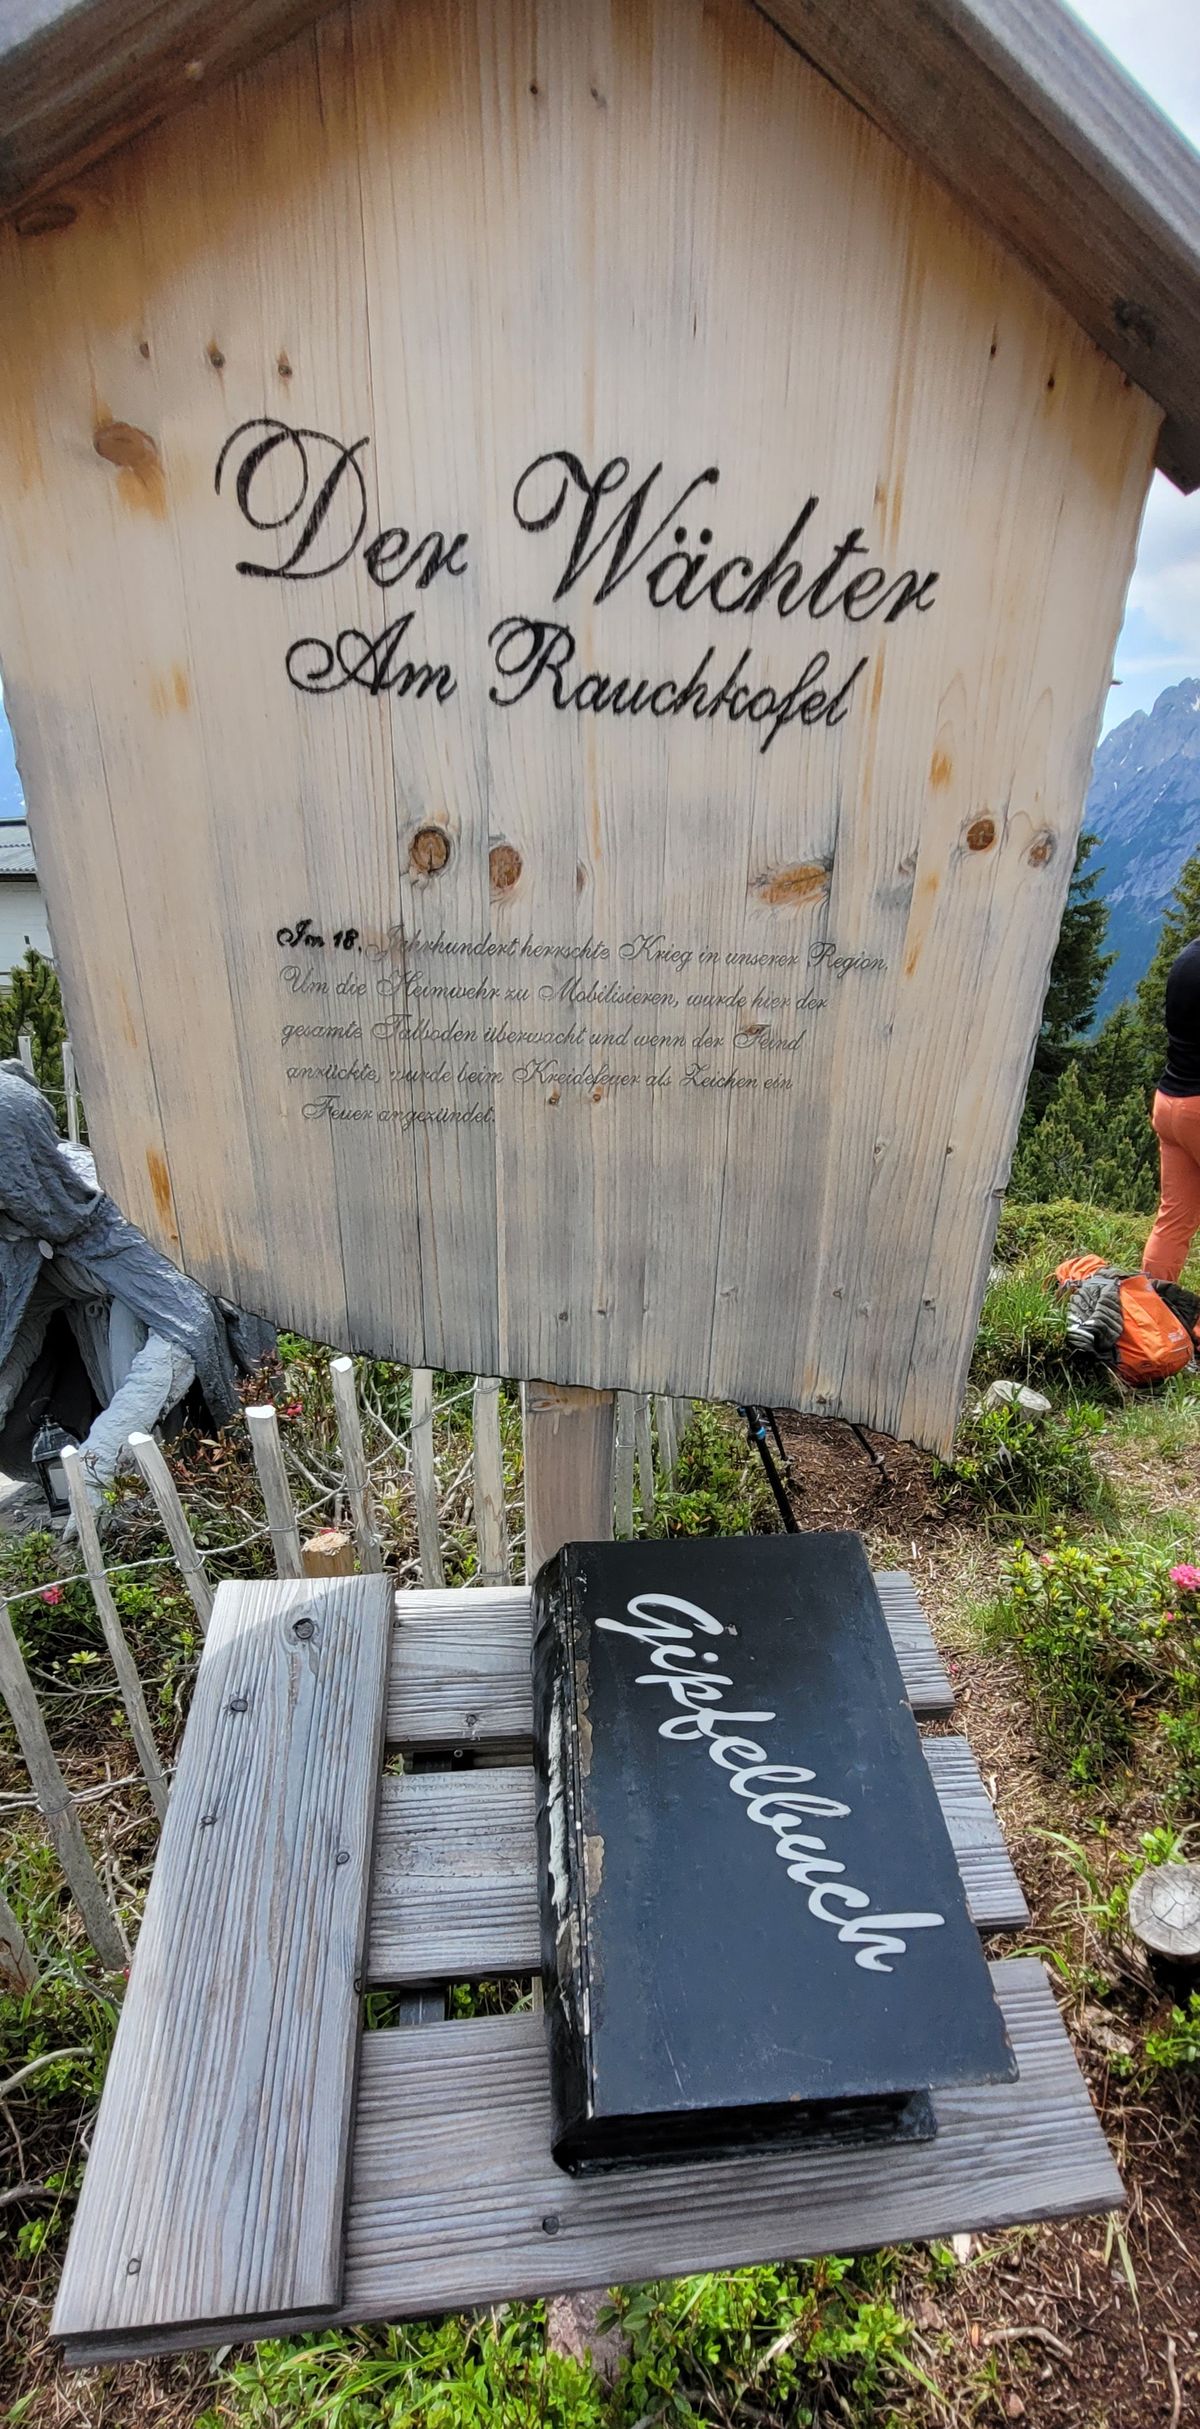 Der Wächter
Am Rauchkofel
Im 18. Jahrhundert herrschte Krieg in unserer Region.
Um die Heimwehr zu Mobilisieren, wurde hier der
gesamte Talboden überwacht und wenn der Feind
anrückte, wurde beim Kreidefeuer als Zeichen ein
Feuer angezündet.
Gipfelbuch